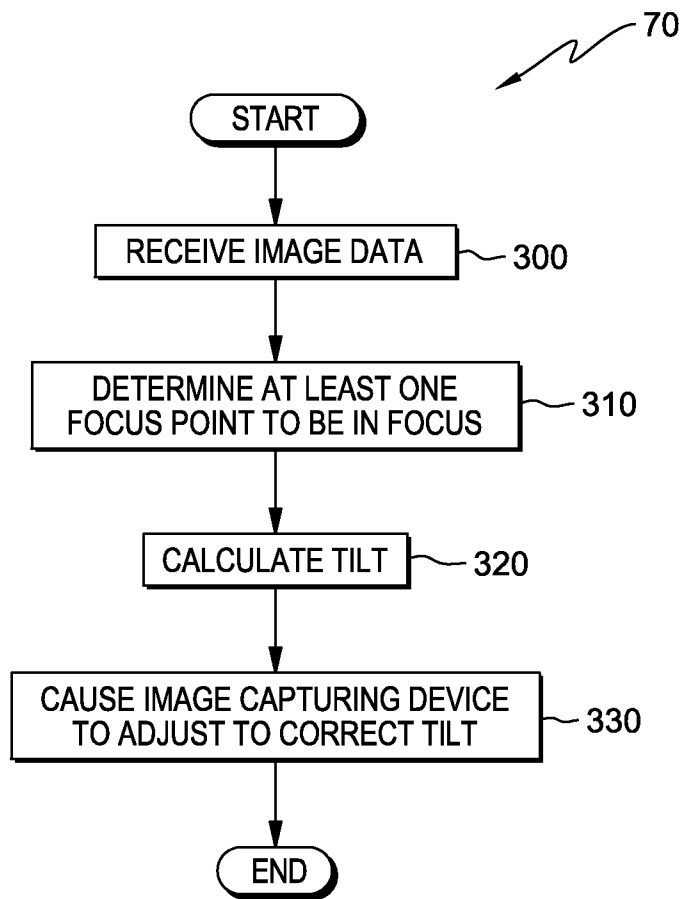 70
START
RECEIVE IMAGE DATA
300
DETERMINE AT LEAST ONE
FOCUS POINT TO BE IN FOCUS
310
CALCULATE TILT
320
CAUSE IMAGE CAPTURING DEVICE
TO ADJUST TO CORRECT TILT
330
END